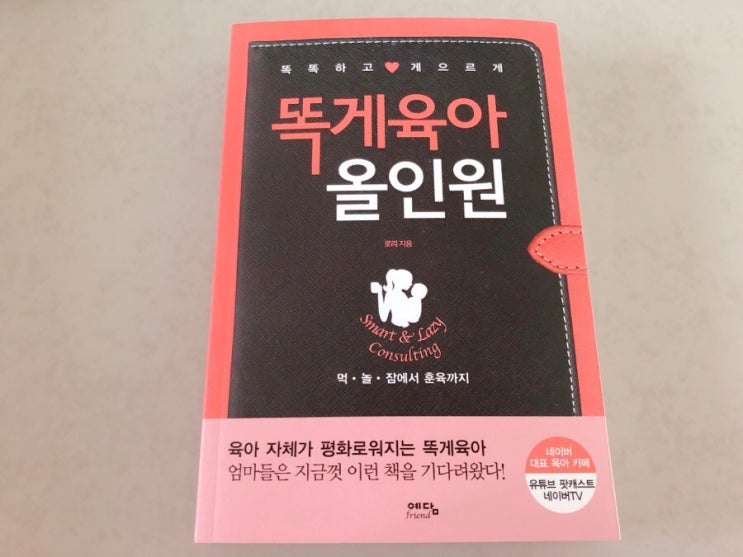 똑똑하고♥게으르게
똑게육아
올인원
로리 지음
Smart & Lazy
Consulting
먹·놀·잠에서 훈육까지
육아 자체가 평화로워지는 똑게육아
엄마들은 지금껏 이런 책을 기다려왔다!
네이버
대표 육아 카페
유튜브 팟캐스트
네이버TV
예담
friend